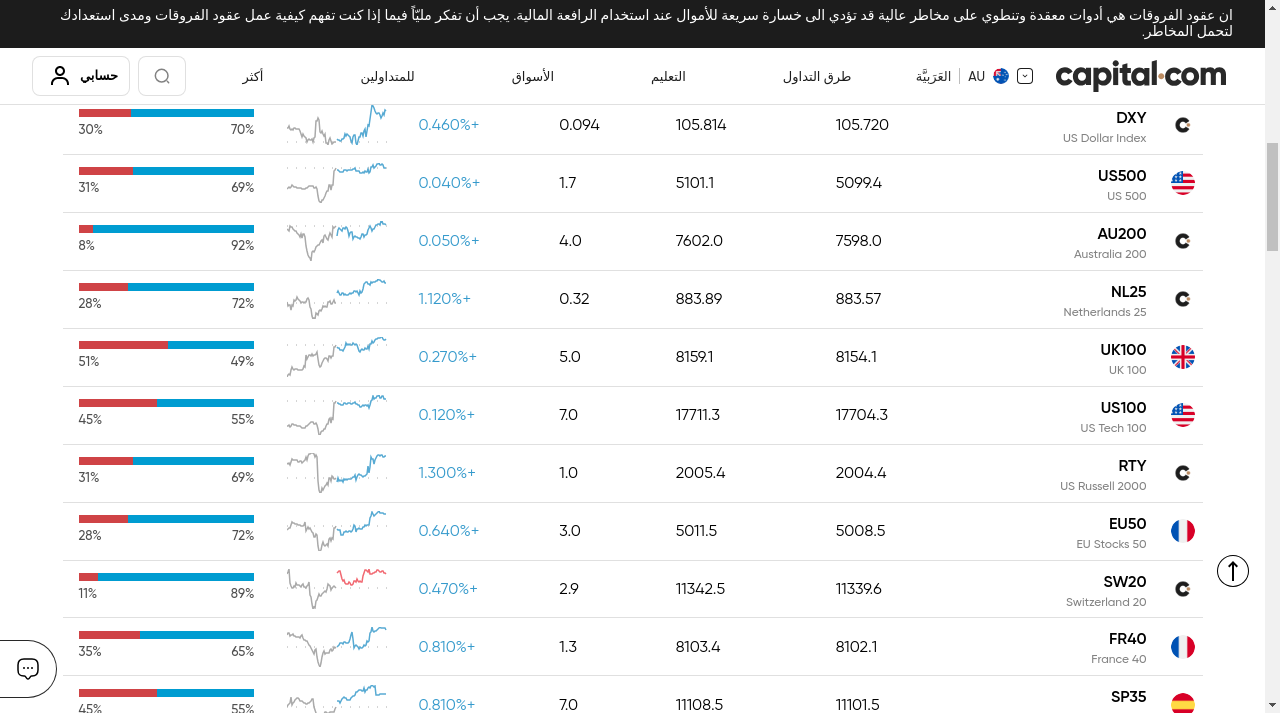 ان عقود الفروقات هي أدوات معقدة وتنطوي على مخاطر عالية قد تؤدي الى خسارة سريعة للأموال عند استخدام الرافعة المالية. يجب أن تفكر مليّاً فيما إذا كنت تفهم كيفية عمل عقود الفروقات ومدى استعدادك
لتحمل المخاطر.
capital.com AU العَرَبيَّة طرق التداول التعليم الأسواق للمتداولين أكثر حسابي
DXY 105.720 105.814 0.094 0.460%+ 70% 30%
US Dollar Index
US500 5099.4 5101.1 1.7 0.040%+ 69% 31%
US 500
AU200 7598.0 7602.0 4.0 0.050%+ 92% 8%
Australia 200
NL25 883.57 883.89 0.32 1.120%+ 72% 28%
Netherlands 25
UK100 8154.1 8159.1 5.0 0.270%+ 49% 51%
UK 100
US100 17704.3 17711.3 7.0 0.120%+ 55% 45%
US Tech 100
RTY 2004.4 2005.4 1.0 1.300%+ 69% 31%
US Russell 2000
EU50 5008.5 5011.5 3.0 0.640%+ 72% 28%
EU Stocks 50
SW20 11339.6 11342.5 2.9 0.470%+ 89% 11%
Switzerland 20
FR40 8102.1 8103.4 1.3 0.810%+ 65% 35%
France 40
SP35 11101.5 11108.5 7.0 0.810%+ 55% 45%